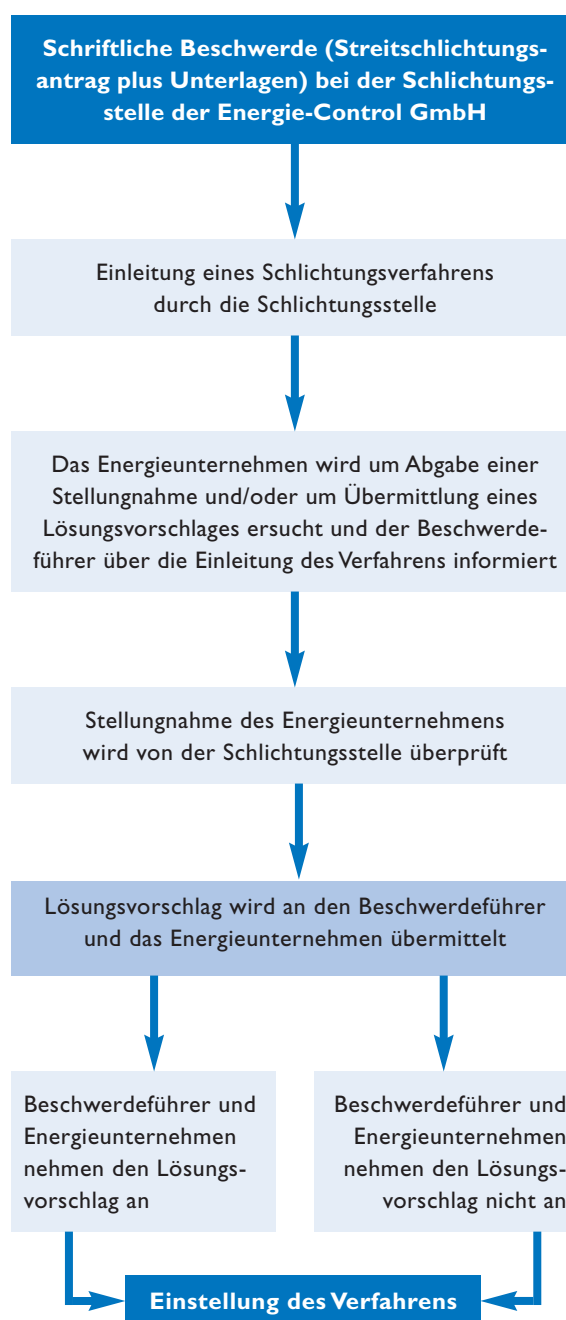 Schriftliche Beschwerde (Streitschlichtungs-
antrag plus Unterlagen) bei der Schlichtungs-
stelle der Energie-Control GmbH
Einleitung eines Schlichtungsverfahrens
durch die Schlichtungsstelle
Das Energieunternehmen wird um Abgabe einer
Stellungnahme und/oder um Übermittlung eines
Lösungsvorschlages ersucht und der Beschwerde-
führer über die Einleitung des Verfahrens informiert
Stellungnahme des Energieunternehmens
wird von der Schlichtungsstelle überprüft
Lösungsvorschlag wird an den Beschwerdeführer
und das Energieunternehmen übermittelt
Beschwerdeführer und
Energieunternehmen
nehmen den Lösungs-
vorschlag an
Beschwerdeführer und
Energieunternehmen
nehmen den Lösungs-
vorschlag nicht an
Einstellung des Verfahrens